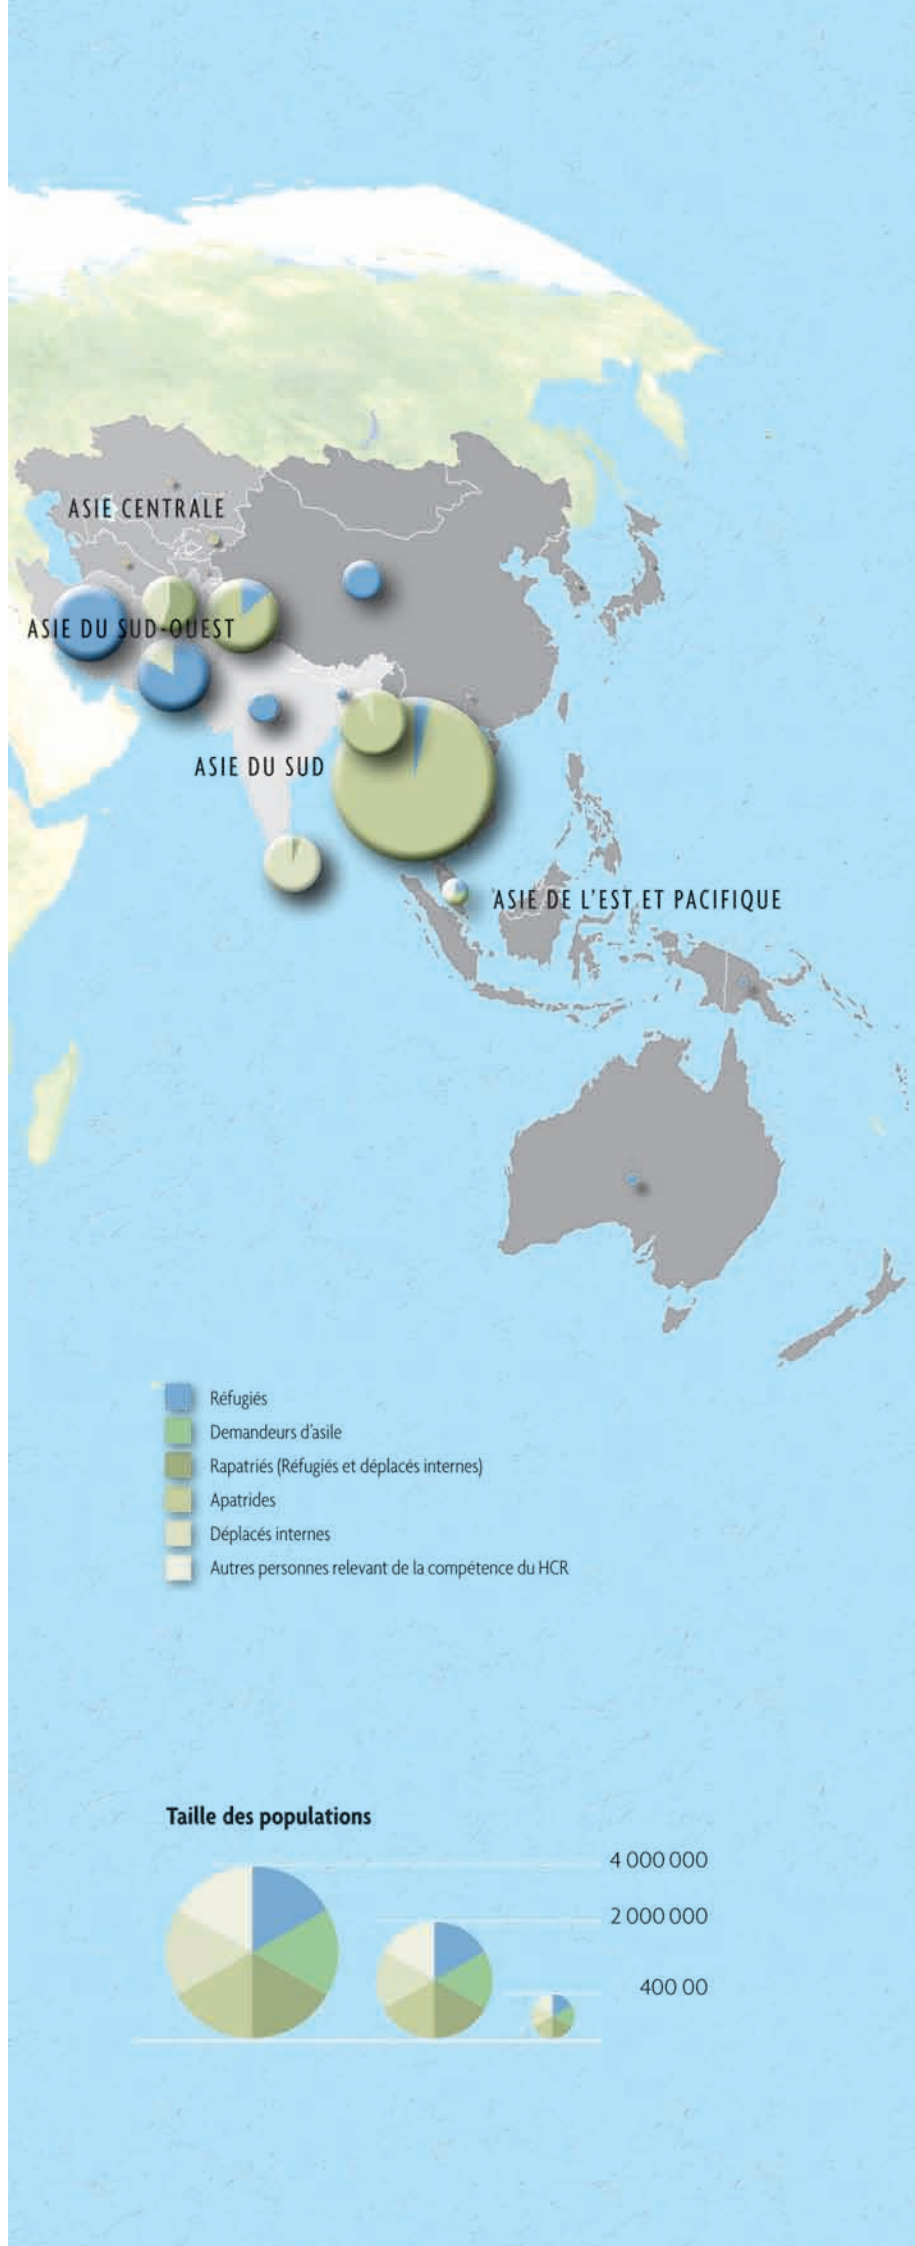 ASIE CENTRALE
ASIE DU SUD-OUEST
ASIE DU SUD
ASIE DE L'EST ET PACIFIQUE
Réfugiés
Demandeurs d'asile
Rapatriés (Réfugiés et déplacés internes)
Apatrides
Déplacés internes
Autres personnes relevant de la compétence du HCR
Taille des populations
4 000 000
2 000 000
400 00